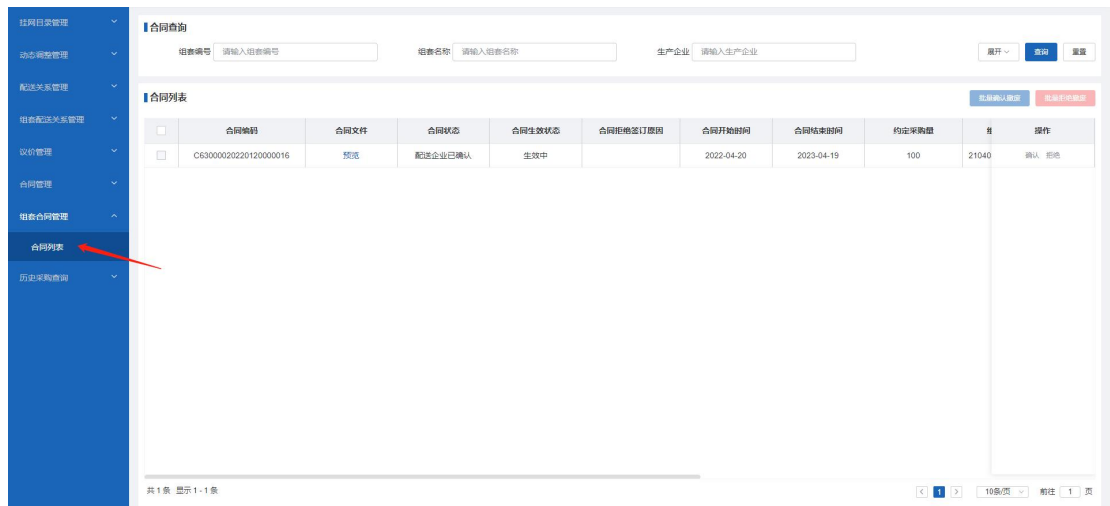 挂网目录管理
动态调整管理
配送关系管理
组套配送关系管理
议价管理
合同管理
组套合同管理
合同列表
历史采购查询
合同查询
组套编号 请输入组套编号 组套名称 请输入组套名称 生产企业 请输入生产企业 展开 查询 重置
合同列表 批量确认撤废 批量拒绝撤废
合同编码 合同文件 合同状态 合同生效状态 合同拒绝签订原因 合同开始时间 合同结束时间 约定采购量 操作
C63000020220120000016 预览 配送企业已确认 生效中 2022-04-20 2023-04-19 100 21040 确认 拒绝
共1条 显示1-1条 1 10条/页 前往 1 页